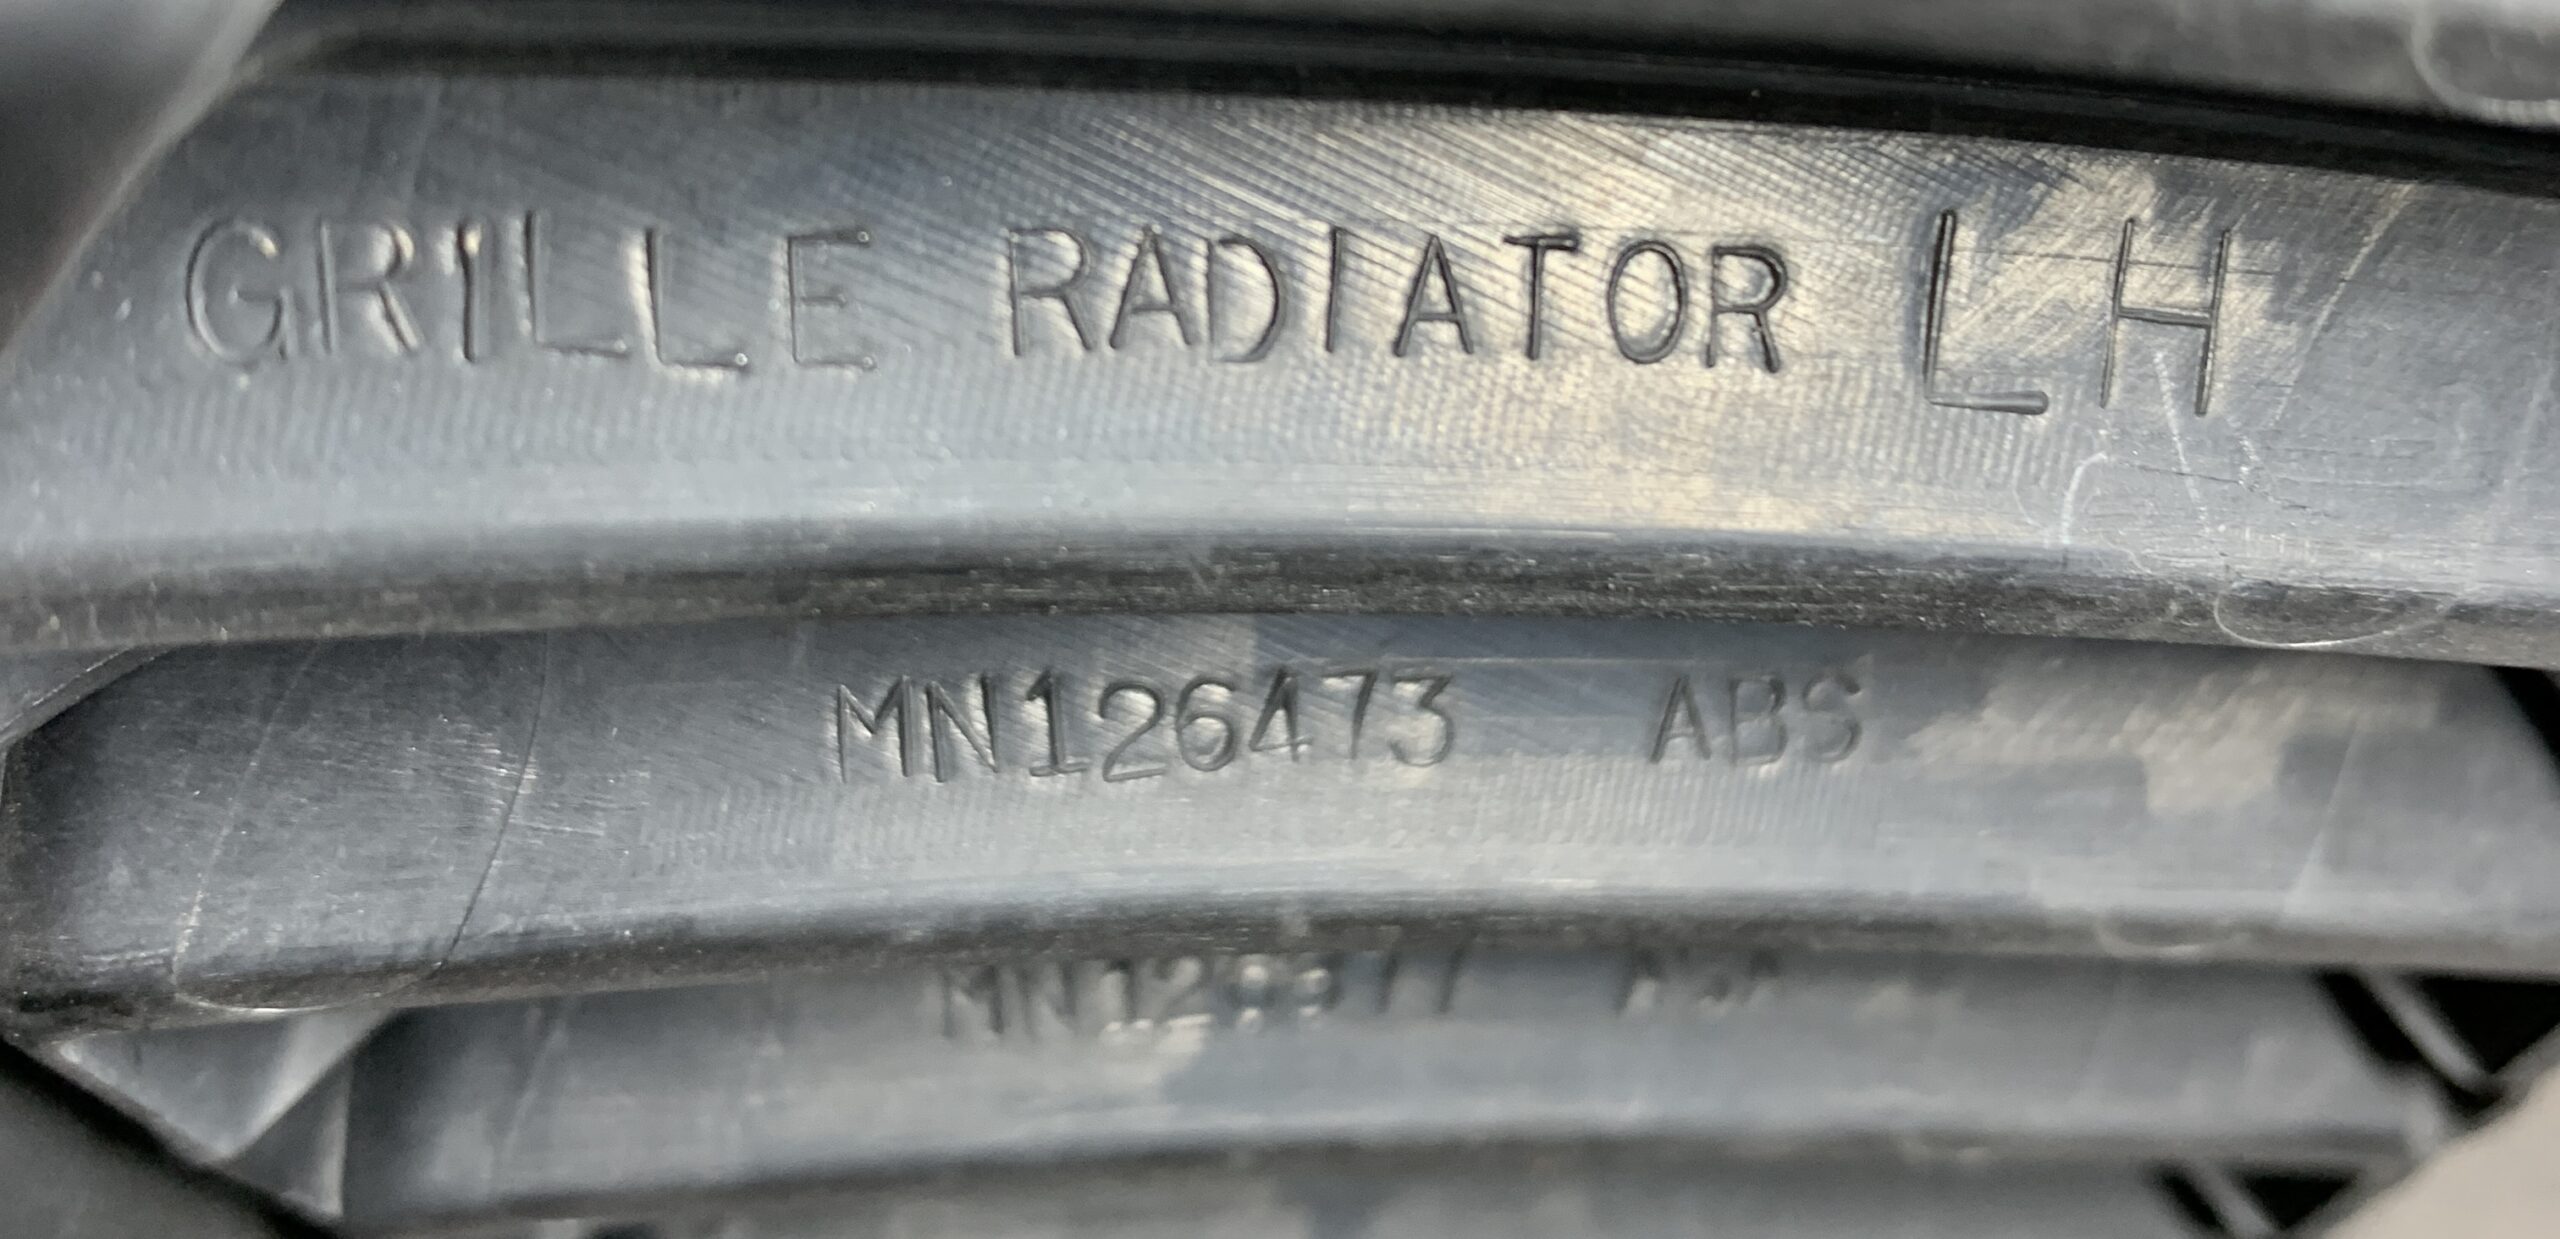 GRILLE RADIATOR LH
MN126473 ABS